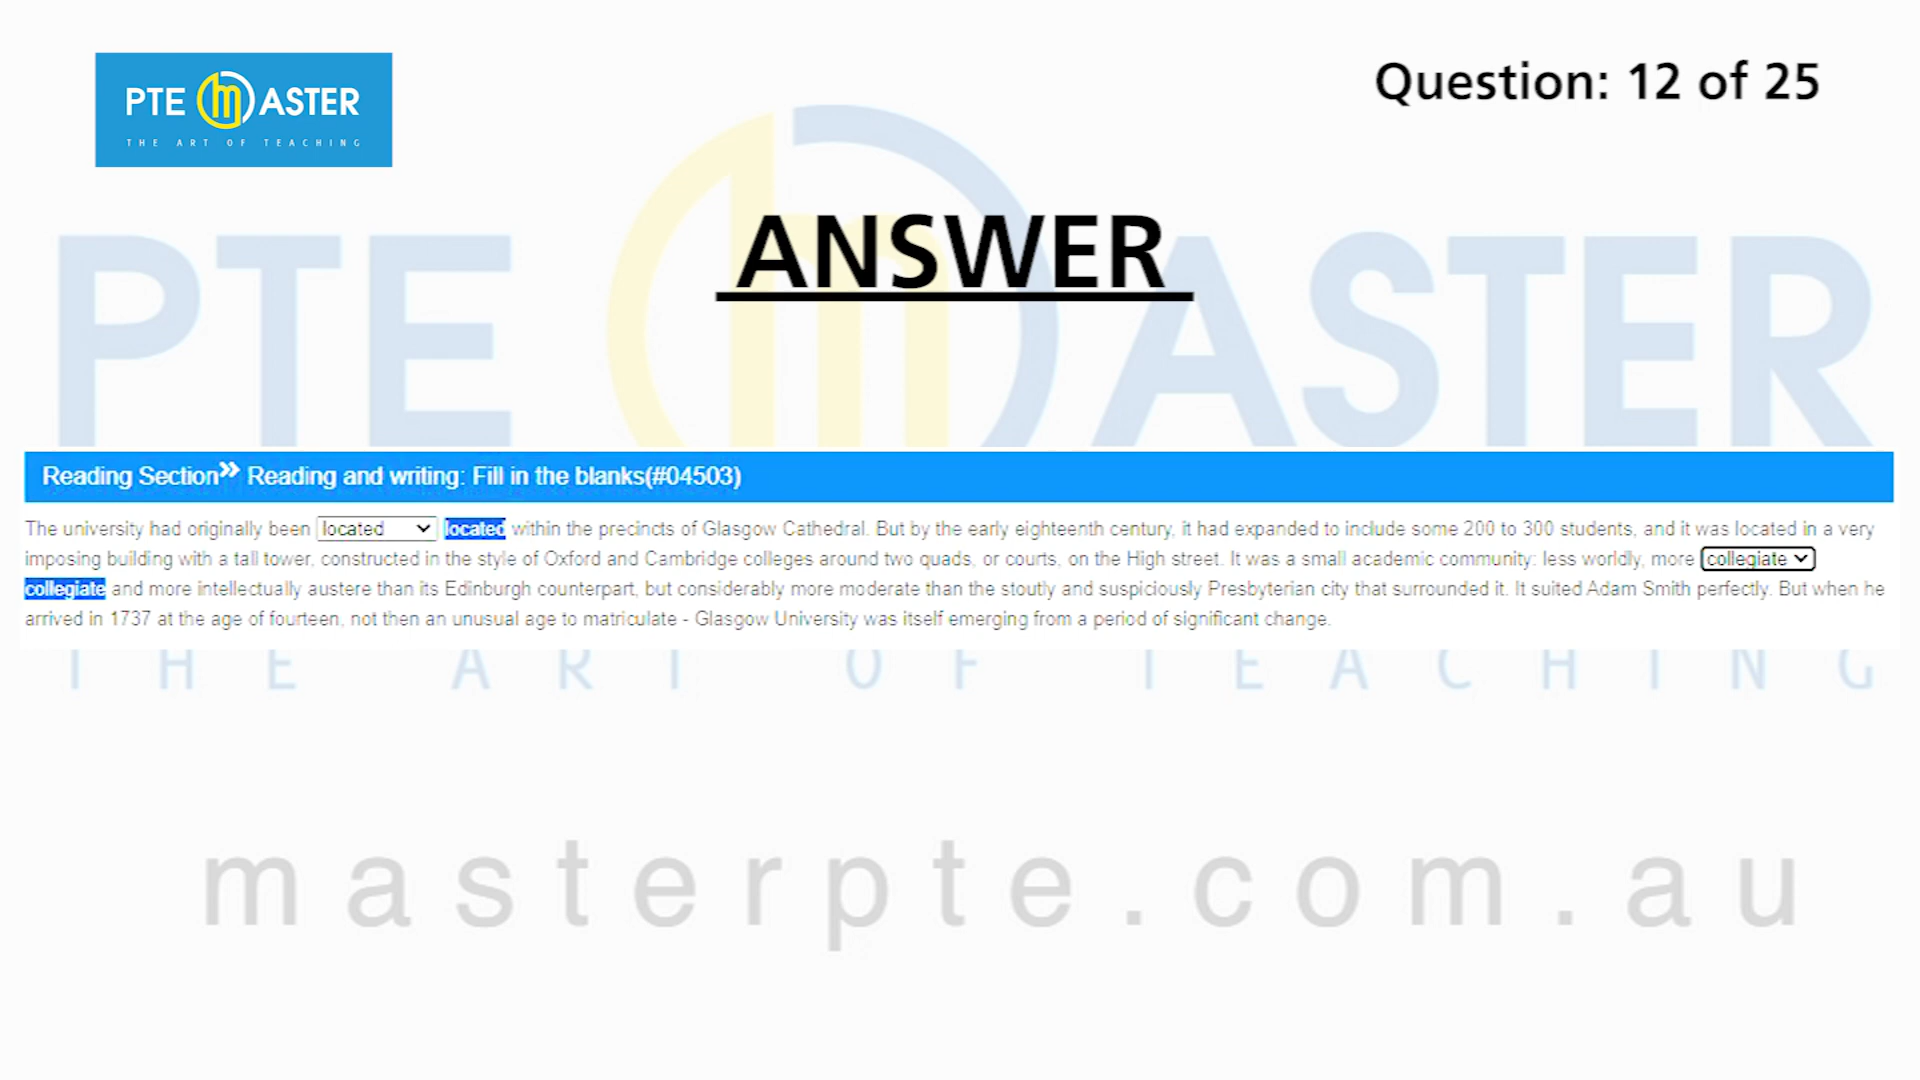 PTE MASTER
THE ART OF TEACHING
Question: 12 of 25
ANSWER
PTE MASTER
Reading Section» Reading and writing: Fill in the blanks(#04503)
The university had originally been located located within the precincts of Glasgow Cathedral. But by the early eighteenth century, it had expanded to include some 200 to 300 students, and it was located in a very
imposing building with a tall tower, constructed in the style of Oxford and Cambridge colleges around two quads, or courts, on the High street. It was a small academic community: less worldly, more collegiate
collegiate and more intellectually austere than its Edinburgh counterpart, but considerably more moderate than the stoutly and suspiciously Presbyterian city that surrounded it. It suited Adam Smith perfectly. But when he
arrived in 1737 at the age of fourteen, not then an unusual age to matriculate - Glasgow University was itself emerging from a period of significant change.
THE ART OF TEACHING
masterpte.com.au